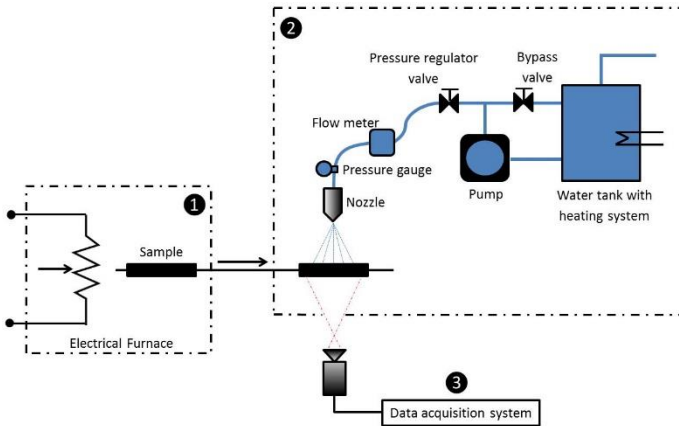 2
Pressure regulator
valve
Bypass
valve
Flow meter
Pressure gauge
Nozzle
Pump
Water tank with
heating system
1
Sample
Electrical Furnace
3
Data acquisition system